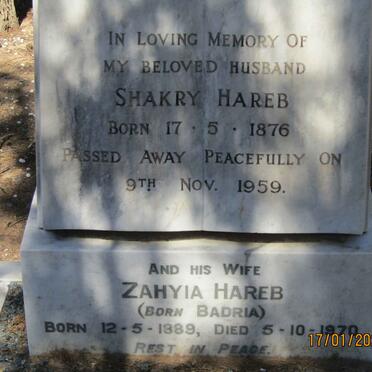 IN LOVING MEMORY OF
MY BELOVED HUSBAND
SHAKRY HAREB
BORN 17 · 5 · 1876
PASSED AWAY PEACEFULLY ON
9TH NOV. 1959.
AND HIS WIFE
ZAHYIA HAREB
(BORN BADRIA)
BORN 12-5-1889, DIED 5-10-1970
REST IN PEACE.
17/01/20